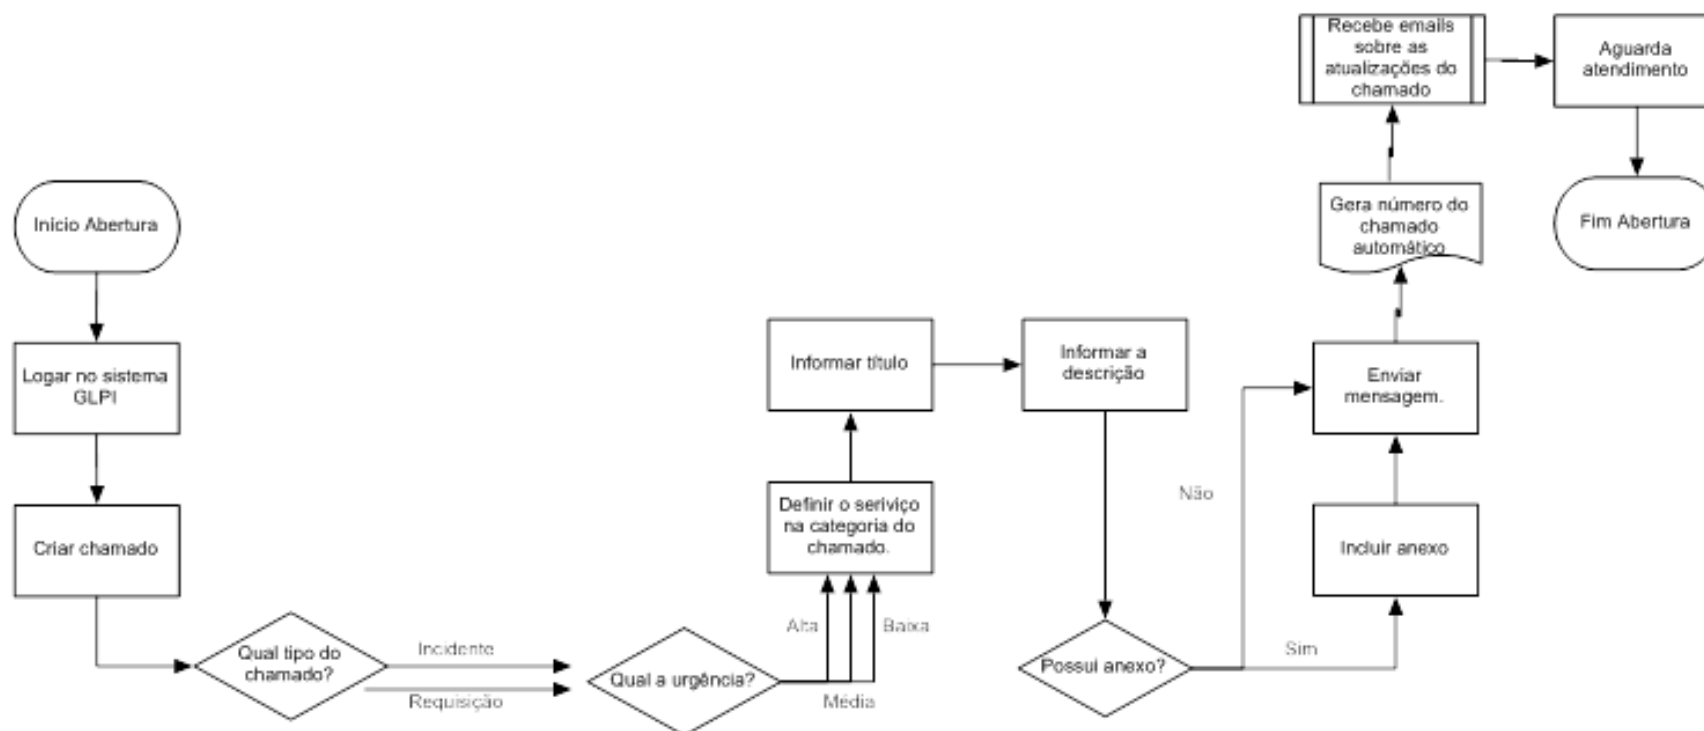 Início Abertura
Logar no sistema
GLPI
Criar chamado
Qual tipo do
chamado?
Incidente
Requisição
Qual a urgência?
Alta
Média
Baixa
Definir o seriviço
na categoria do
chamado.
Informar título
Informar a
descrição
Possui anexo?
Não
Sim
Incluir anexo
Enviar
mensagem.
Gera número do
chamado
automático
Recebe emails
sobre as
atualizações do
chamado
Aguarda
atendimento
Fim Abertura